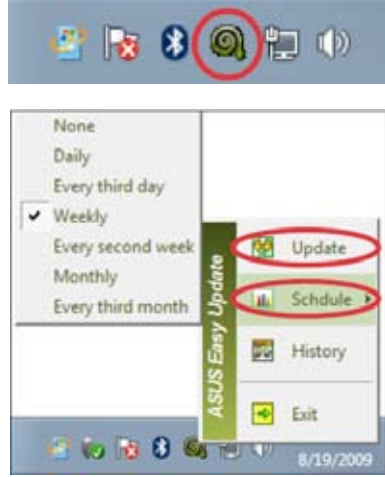 None
Daily
Every third day
Weekly
Every second week
Monthly
Every third month
ASUS Easy Update
Update
Schdule
History
Exit
8/19/2009